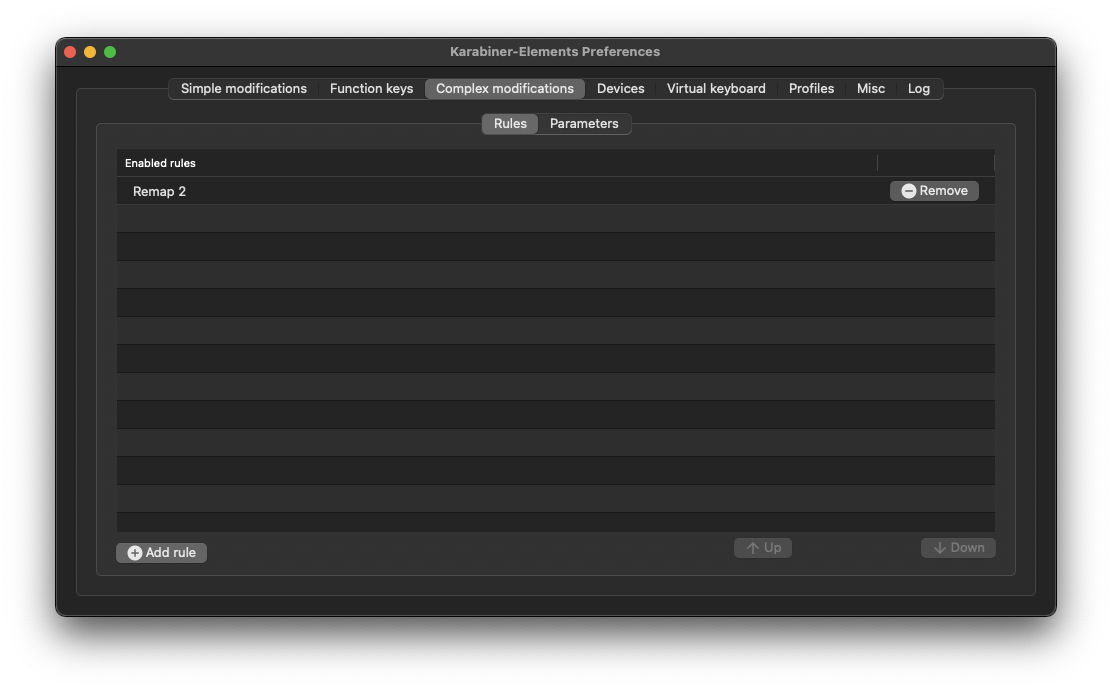 Karabiner-Elements Preferences
Simple modifications Function keys Complex modifications Devices Virtual keyboard Profiles Misc Log
Rules Parameters
Enabled rules
Remap 2 Remove
Add rule Up Down